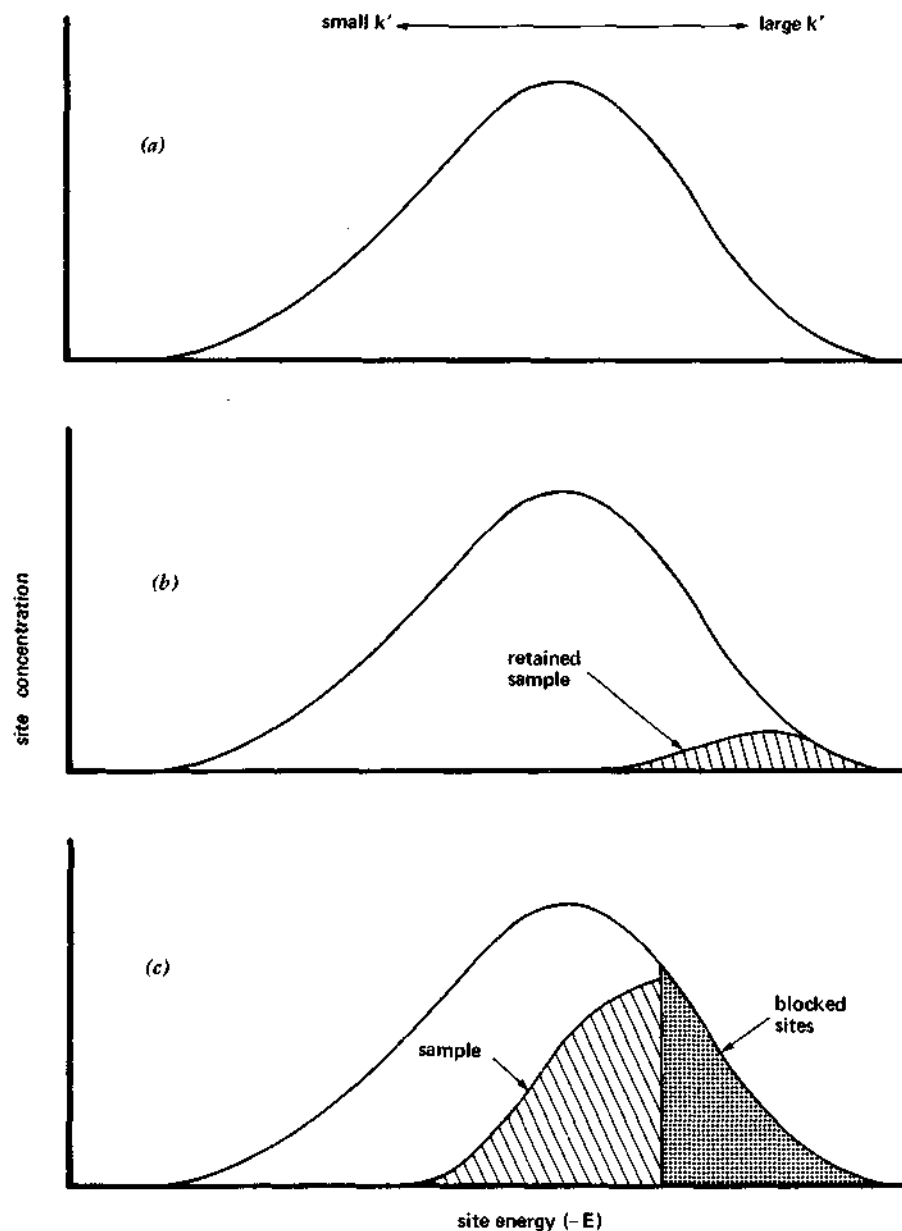 small k' large k'
(a)
(b)
retained
sample
site concentration
(c)
blocked
sites
sample
site energy (–E)